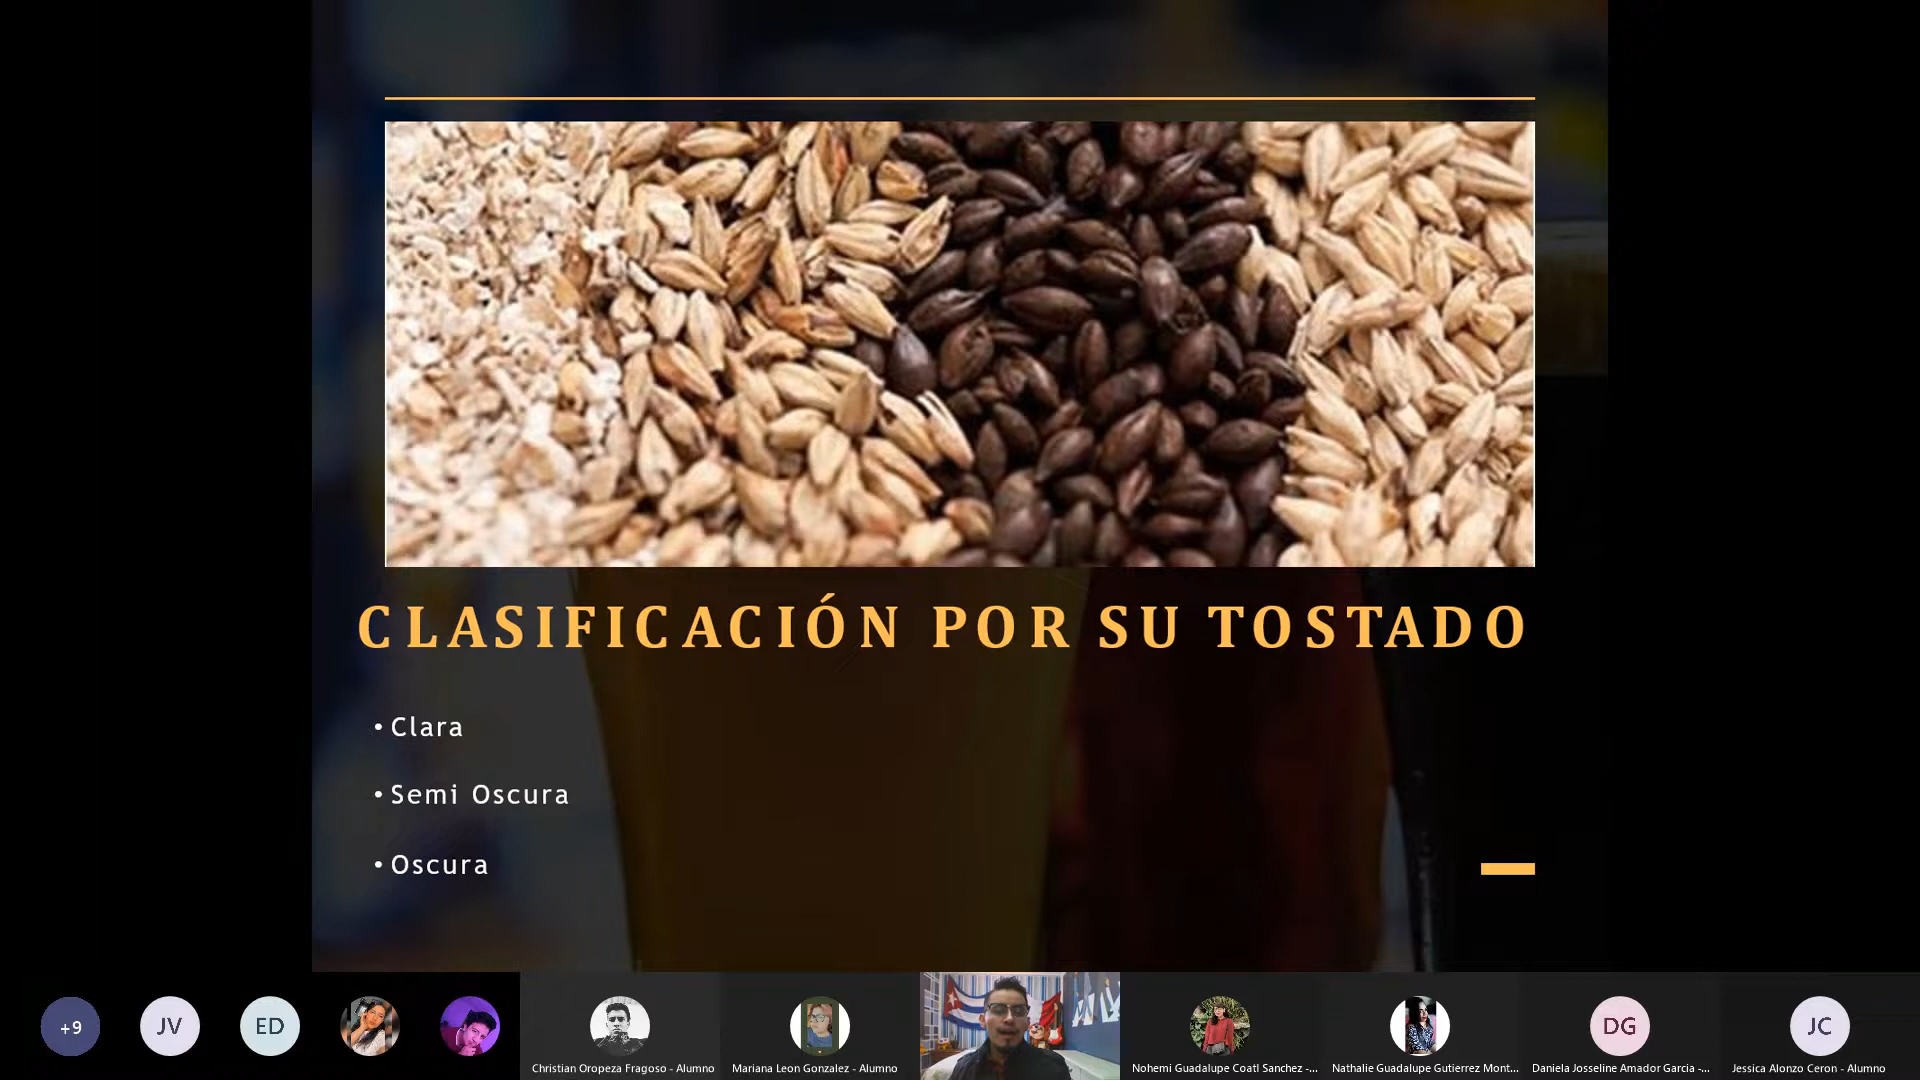 CLASIFICACIÓN POR SU TOSTADO
• Clara
• Semi Oscura
• Oscura
+9
JV
ED
DG
JC
Christian Oropeza Fragoso - Alumno
Mariana Leon Gonzalez - Alumno
Nohemi Guadalupe Coatl Sanchez -...
Nathalie Guadalupe Gutierrez Mont...
Daniela Josseline Amador Garcia -...
Jessica Alonzo Ceron - Alumno